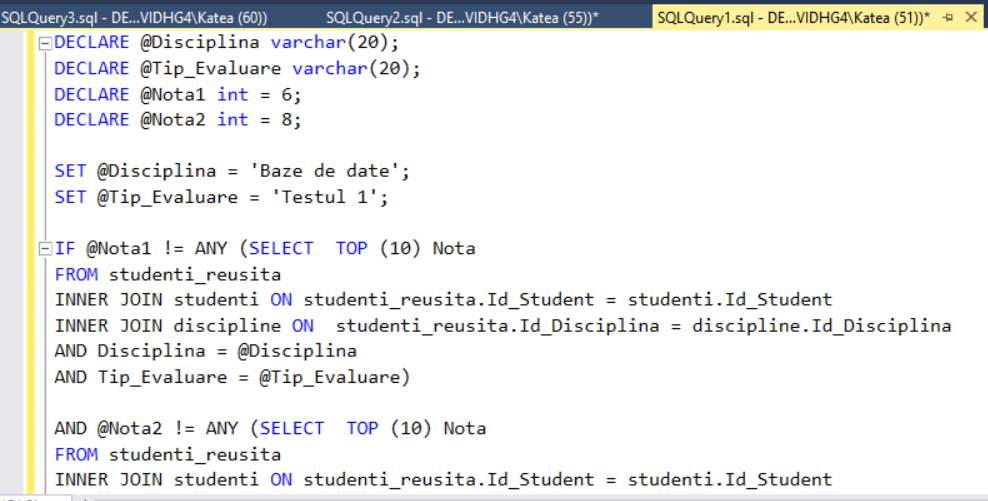 SQLQuery3.sql - DE...VIDHG4\Katea (60))   SQLQuery2.sql - DE...VIDHG4\Katea (55))*   SQLQuery1.sql - DE...VIDHG4\Katea (51))*
DECLARE @Disciplina varchar(20);
DECLARE @Tip_Evaluare varchar(20);
DECLARE @Nota1 int = 6;
DECLARE @Nota2 int = 8;
SET @Disciplina = 'Baze de date';
SET @Tip_Evaluare = 'Testul 1';
IF @Nota1 != ANY (SELECT  TOP (10) Nota
FROM studenti_reusita
INNER JOIN studenti ON studenti_reusita.Id_Student = studenti.Id_Student
INNER JOIN discipline ON  studenti_reusita.Id_Disciplina = discipline.Id_Disciplina
AND Disciplina = @Disciplina
AND Tip_Evaluare = @Tip_Evaluare)
AND @Nota2 != ANY (SELECT  TOP (10) Nota
FROM studenti_reusita
INNER JOIN studenti ON studenti_reusita.Id_Student = studenti.Id_Student